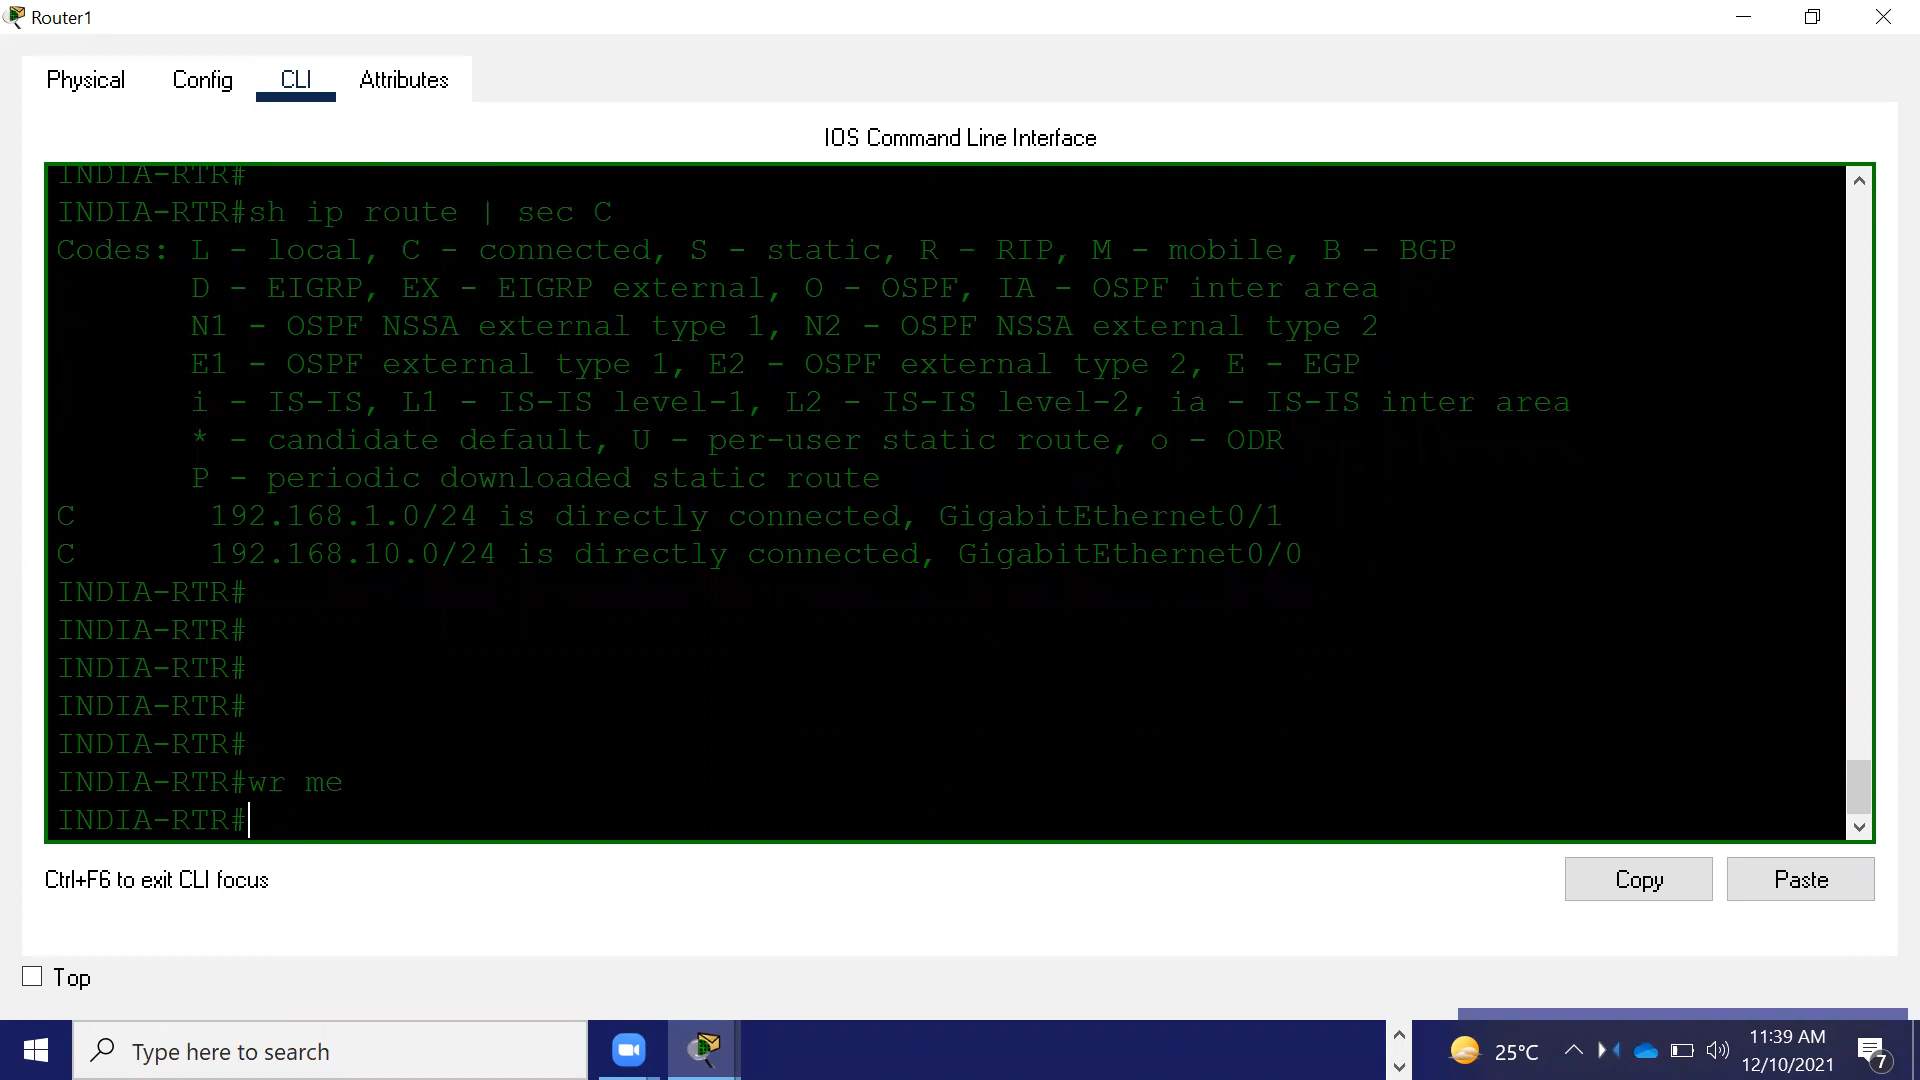 Router1
Physical Config CLI Attributes
IOS Command Line Interface
INDIA-RTR#
INDIA-RTR#sh ip route | sec C
Codes: L - local, C - connected, S - static, R - RIP, M - mobile, B - BGP
D - EIGRP, EX - EIGRP external, O - OSPF, IA - OSPF inter area
N1 - OSPF NSSA external type 1, N2 - OSPF NSSA external type 2
E1 - OSPF external type 1, E2 - OSPF external type 2, E - EGP
i - IS-IS, L1 - IS-IS level-1, L2 - IS-IS level-2, ia - IS-IS inter area
* - candidate default, U - per-user static route, o - ODR
P - periodic downloaded static route
C 192.168.1.0/24 is directly connected, GigabitEthernet0/1
C 192.168.10.0/24 is directly connected, GigabitEthernet0/0
INDIA-RTR#
INDIA-RTR#
INDIA-RTR#
INDIA-RTR#
INDIA-RTR#
INDIA-RTR#wr me
INDIA-RTR#
Ctrl+F6 to exit CLI focus
Copy Paste
Top
Type here to search
25°C
11:39 AM
12/10/2021
7